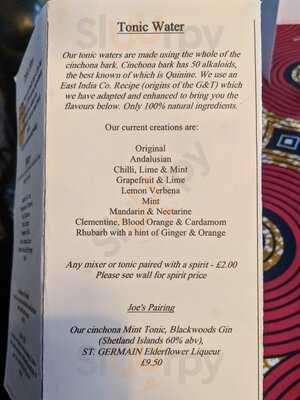 Tonic Water
Our tonic waters are made using the whole of the
cinchona bark. Cinchona bark has 50 alkaloids,
the best known of which is Quinine. We use an
East India Co. Recipe (origins of the G&T) which
we have adapted and enhanced to bring you the
flavours below. Only 100% natural ingredients.
Our current creations are:
Original
Andalusian
Chilli, Lime & Mint
Grapefruit & Lime
Lemon Verbena
Mint
Mandarin & Nectarine
Clementine, Blood Orange & Cardamom
Rhubarb with a hint of Ginger & Orange
Any mixer or tonic paired with a spirit - £2.00
Please see wall for spirit price
Joe's Pairing
Our cinchona Mint Tonic, Blackwoods Gin
(Shetland Islands 60% abv),
ST. GERMAIN Elderflower Liqueur
£9.50